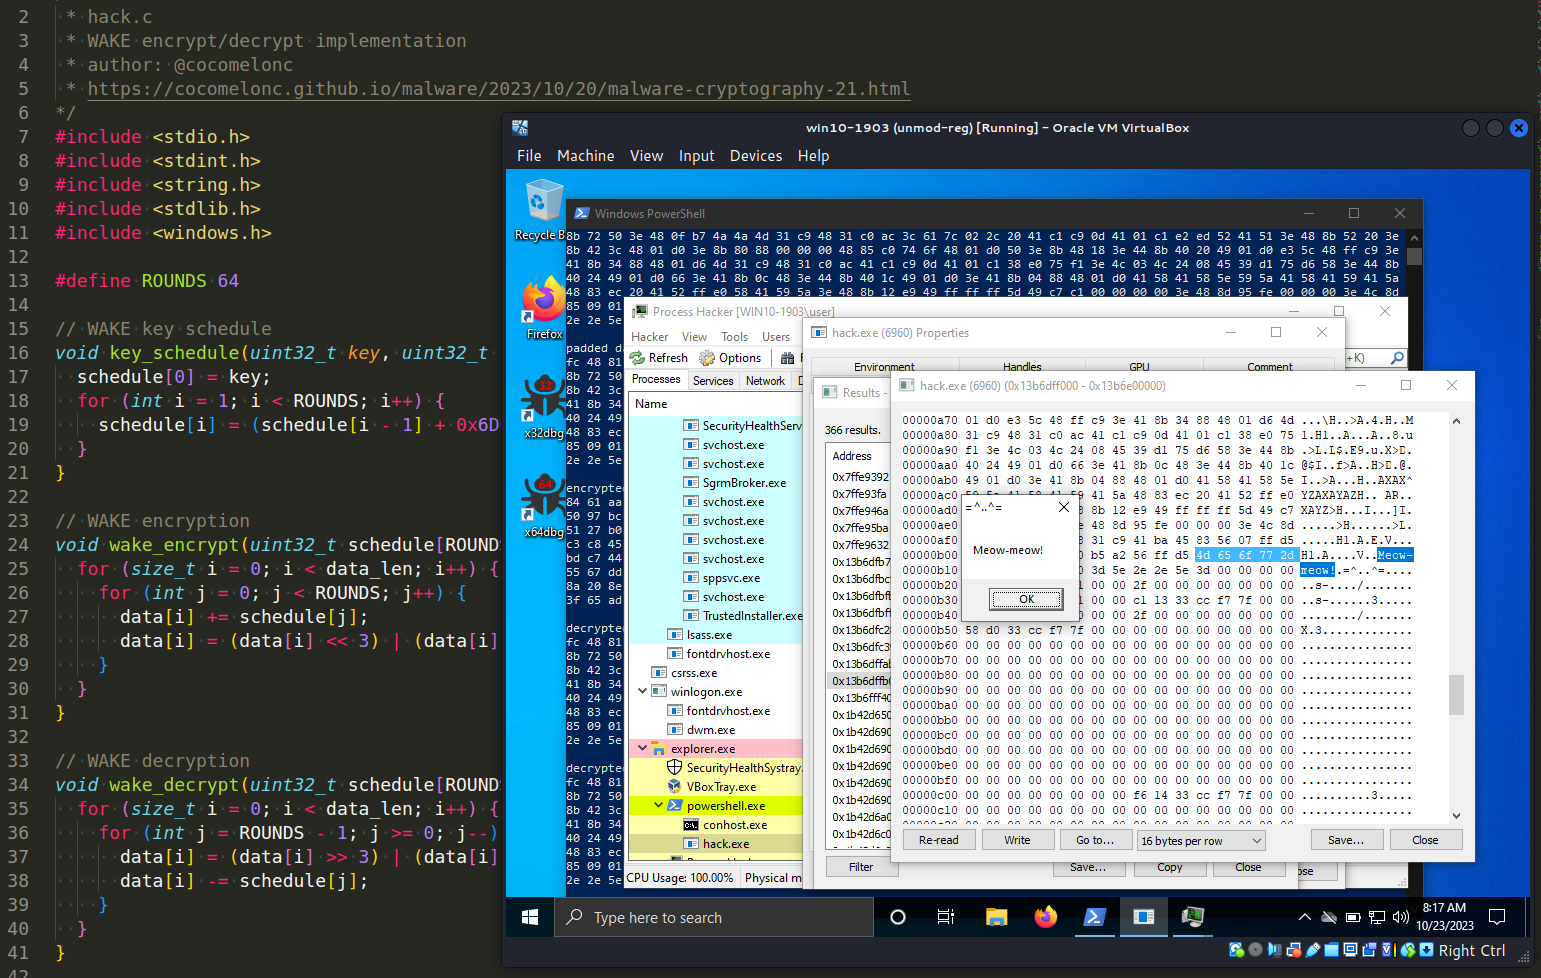 2 * hack.c
3 * WAKE encrypt/decrypt implementation
4 * author: @cocomelonc
5 * https://cocomelonc.github.io/malware/2023/10/20/malware-cryptography-21.html
6 */
7 #include <stdio.h>
8 #include <stdint.h>
9 #include <string.h>
10 #include <stdlib.h>
11 #include <windows.h>
12
13 #define ROUNDS 64
14
15 // WAKE key schedule
16 void key_schedule(uint32_t key, uint32_t
17 schedule[0] = key;
18 for (int i = 1; i < ROUNDS; i++) {
19 schedule[i] = (schedule[i - 1] + 0x6D
20 }
21 }
22
23 // WAKE encryption
24 void wake_encrypt(uint32_t schedule[ROUND
25 for (size_t i = 0; i < data_len; i++) {
26 for (int j = 0; j < ROUNDS; j++) {
27 data[i] += schedule[j];
28 data[i] = (data[i] << 3) | (data[i]
29 }
30 }
31 }
32
33 // WAKE decryption
34 void wake_decrypt(uint32_t schedule[ROUND
35 for (size_t i = 0; i < data_len; i++) {
36 for (int j = ROUNDS - 1; j >= 0; j--)
37 data[i] = (data[i] >> 3) | (data[i]
38 data[i] -= schedule[j];
39 }
40 }
41 }
win10-1903 (unmod-reg) [Running] - Oracle VM VirtualBox
File Machine View Input Devices Help
Recycle B
Firefox
x32dbg
x64dbg
Windows PowerShell
8b 72 50 3e 48 0f b7 4a 4a 4d 31 c9 48 31 c0 ac 3c 61 7c 02 2c 20 41 c1 c9 0d 41 01 c1 e2 ed 52 41 51 3e 48 8b 52 20 3e
8b 42 3c 48 01 d0 3e 8b 80 88 00 00 00 48 85 c0 74 6f 48 01 d0 50 3e 8b 48 18 3e 44 8b 40 20 49 01 d0 e3 5c 48 ff c9 3e
41 8b 34 88 48 01 d6 4d 31 c9 48 31 c0 ac 41 c1 c9 0d 41 01 c1 38 e0 75 f1 3e 4c 03 4c 24 08 45 39 d1 75 d6 58 3e 44 8b
40 24 49 01 d0 66 3e 41 8b 0c 48 3e 44 8b 40 1c 49 01 d0 3e 41 8b 04 88 48 01 d0 41 58 41 58 5e 59 5a 41 58 41 59 41 5a
48 83 ec 20 41 52 ff e0 58 41 59 5a 3e 48 8b 12 e9 49 ff ff ff 5d 49 c7 c1 00 00 00 00 3e 48 8d 95 fe 00 00 00 3e 4c 8d
85 09 01
2e 2e 5e
padded d
fc 48 81
8b 72 50
8b 42 3c
41 8b 34
40 24 49
48 83 ec
85 09 01
2e 2e 5e
encrypted
84 61 aa
50 97 bc
51 27 b0
c3 c8 45
bd c7 44
55 67 dd
8a 20 8e
3f 65 ad
decrypted
fc 48 81
8b 72 50
8b 42 3c
41 8b 34
40 24 49
48 83 ec
85 09 01
2e 2e 5e
decrypted
fc 48 81
8b 72 50
8b 42 3c
41 8b 34
40 24 49
48 83 ec
85 09 01
2e 2e 5e
Process Hacker [WIN10-1903\user]
Hacker View Tools Users
Refresh Options
+K)
Processes Services Network
Name
SecurityHealthServ
svchost.exe
svchost.exe
SgrmBroker.exe
svchost.exe
svchost.exe
svchost.exe
svchost.exe
sppsvc.exe
svchost.exe
TrustedInstaller.exe
lsass.exe
fontdrvhost.exe
csrss.exe
winlogon.exe
fontdrvhost.exe
dwm.exe
explorer.exe
SecurityHealthSystray.
VBoxTray.exe
powershell.exe
conhost.exe
hack.exe
CPU Usage: 100.00% Physical m
hack.exe (6960) Properties
Environment Handles GPU Comment
Results -
366 results.
Address
0x7ffe9392
0x7ffe93fa
0x7ffe946a
0x7ffe95ba
0x7ffe9632
0x13b6dfb7
0x13b6dfbc
0x13b6dfbf
0x13b6dfbf
0x13b6dfc28
0x13b6dfc39
0x13b6dffab
0x13b6dffb0
0x13b6fff40
0x1b42d650
0x1b42d690
0x1b42d690
0x1b42d690
0x1b42d690
0x1b42d690
0x1b42d6a0
0x1b42d6c0
Filter Save... Copy Close ose
hack.exe (6960) (0x13b6dff000 - 0x13b6e00000)
00000a70 01 d0 e3 5c 48 ff c9 3e 41 8b 34 88 48 01 d6 4d ...\H..>A.4.H..M
00000a80 31 c9 48 31 c0 ac 41 c1 c9 0d 41 01 c1 38 e0 75 1.H1..A...A..8.u
00000a90 f1 3e 4c 03 4c 24 08 45 39 d1 75 d6 58 3e 44 8b .>L.L$.E9.u.X>D.
00000aa0 40 24 49 01 d0 66 3e 41 8b 0c 48 3e 44 8b 40 1c @$I..f>A..H>D.@.
00000ab0 49 01 d0 3e 41 8b 04 88 48 01 d0 41 58 41 58 5e I..>A...H..AXAX^
00000ac0 59 5a 41 58 41 59 41 5a 48 83 ec 20 41 52 ff e0 YZAXAYAZH.. AR..
00000ad0 8b 12 e9 49 ff ff ff 5d 49 c7 XYZ>H...I...]I.
00000ae0 3e 48 8d 95 fe 00 00 00 3e 4c 8d .....>H......>L.
00000af0 31 c9 41 ba 45 83 56 07 ff d5 .....H1.A.E.V...
00000b00 b5 a2 56 ff d5 4d 65 6f 77 2d H1.A....V..Meow-
00000b10 3d 5e 2e 2e 5e 3d 00 00 00 00 meow!.=^..^=....
00000b20 00 00 2f 00 00 00 00 00 ..s-...../......
00000b30 00 00 c1 13 33 cc f7 7f 00 00 ..s-......3.....
00000b40 00 00 2f 00 00 00 00 00 ......../.......
00000b50 58 d0 33 cc f7 7f 00 00 00 00 00 00 00 00 00 00 X.3.............
00000b60 00 00 00 00 00 00 00 00 00 00 00 00 00 00 00 00 ................
00000b70 00 00 00 00 00 00 00 00 00 00 00 00 00 00 00 00 ................
00000b80 00 00 00 00 00 00 00 00 00 00 00 00 00 00 00 00 ................
00000b90 00 00 00 00 00 00 00 00 00 00 00 00 00 00 00 00 ................
00000ba0 00 00 00 00 00 00 00 00 00 00 00 00 00 00 00 00 ................
00000bb0 00 00 00 00 00 00 00 00 00 00 00 00 00 00 00 00 ................
00000bc0 00 00 00 00 00 00 00 00 00 00 00 00 00 00 00 00 ................
00000bd0 00 00 00 00 00 00 00 00 00 00 00 00 00 00 00 00 ................
00000be0 00 00 00 00 00 00 00 00 00 00 00 00 00 00 00 00 ................
00000bf0 00 00 00 00 00 00 00 00 00 00 00 00 00 00 00 00 ................
00000c00 00 00 00 00 00 00 00 00 f6 14 33 cc f7 7f 00 00 ..........3.....
00000c10 00 00 00 00 00 00 00 00 00 00 00 00 00 00 00 00 ................
Re-read Write Go to... 16 bytes per row Save... Close
=^..^=
Meow-meow!
OK
Type here to search
8:17 AM
10/23/2023
Right Ctrl